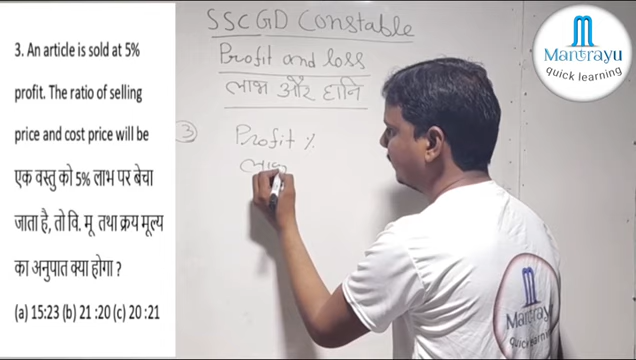 3. An article is sold at 5%
profit. The ratio of selling
price and cost price will be
एक वस्तु को 5% लाभ पर बेचा
जाता है, तो वि. मू तथा क्रय मूल्य
का अनुपात क्या होगा ?
(a) 15:23 (b) 21 :20 (c) 20 :21
SSC GD Constable
Profit and loss
लाभ और हानि
3
Profit %
लाभ
Mantrayu
quick learning
Mantrayu
quick learning